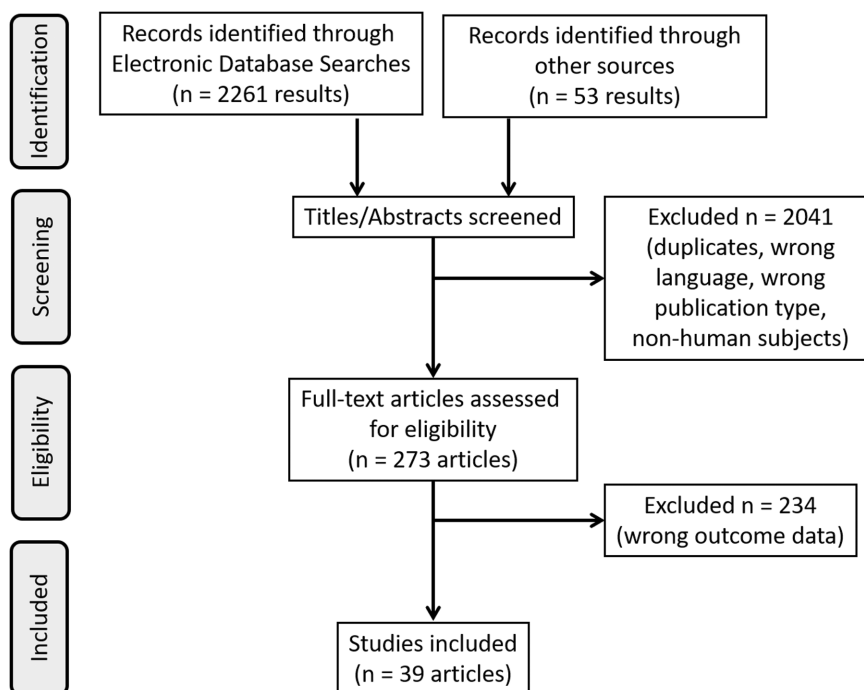 Identification
Records identified through
Electronic Database Searches
(n = 2261 results)
Records identified through
other sources
(n = 53 results)
Screening
Titles/Abstracts screened
Excluded n = 2041
(duplicates, wrong
language, wrong
publication type,
non-human subjects)
Eligibility
Full-text articles assessed
for eligibility
(n = 273 articles)
Excluded n = 234
(wrong outcome data)
Included
Studies included
(n = 39 articles)